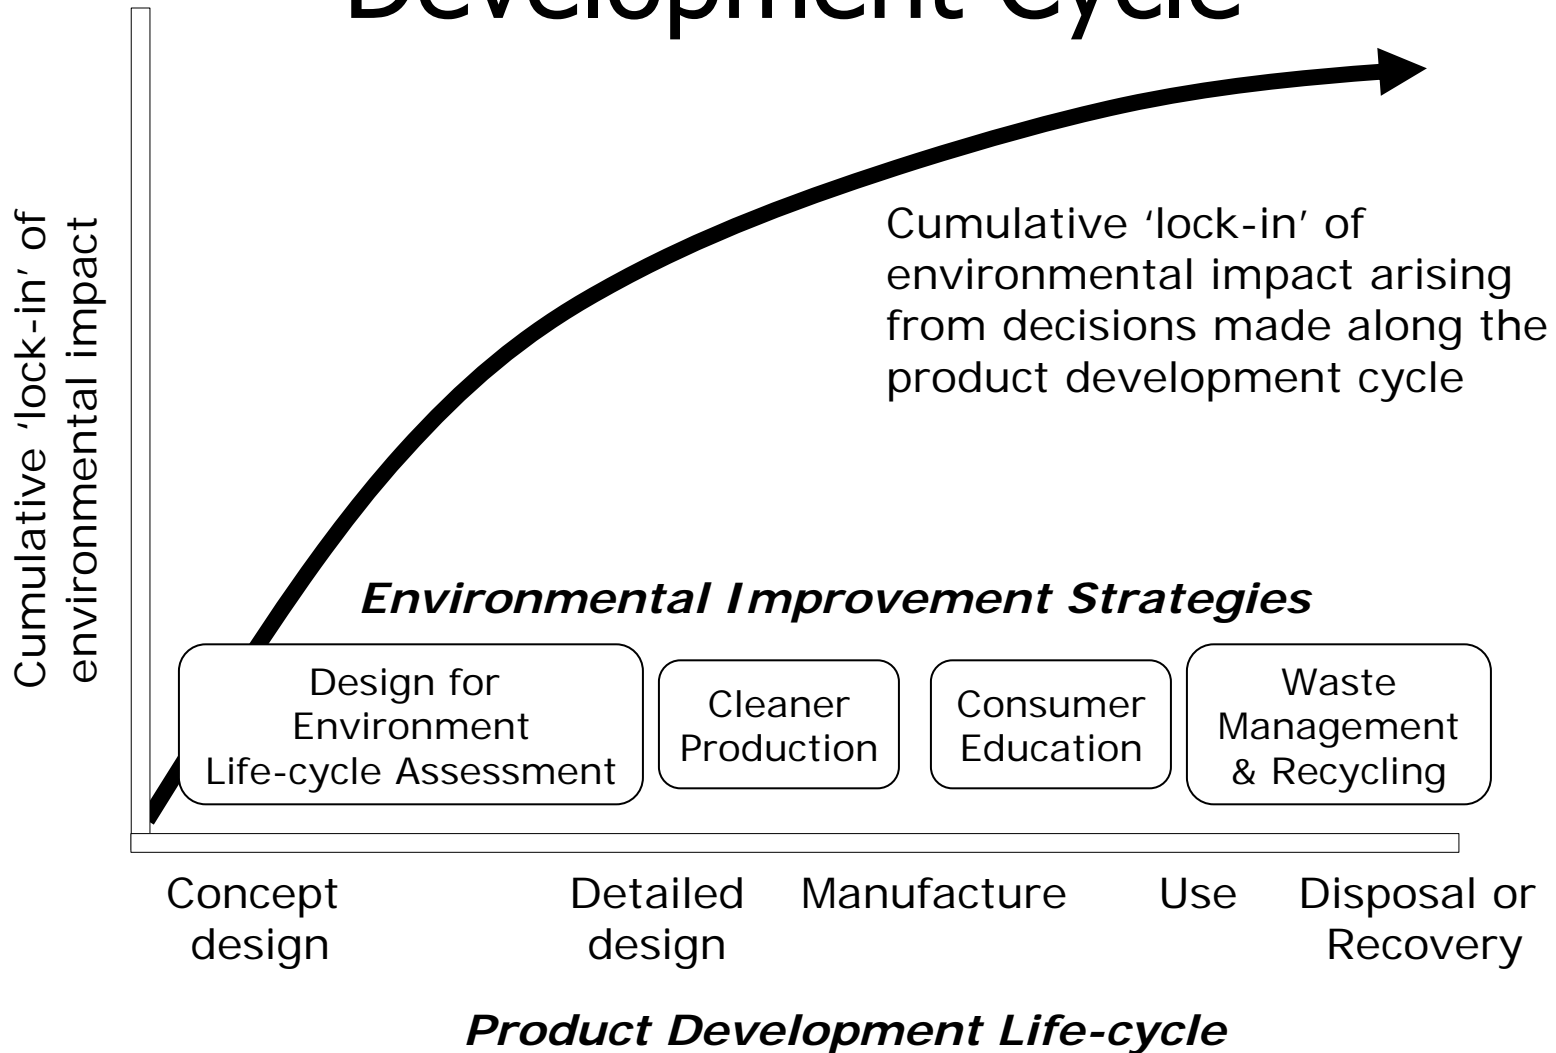 Development Cycle
Cumulative ‘lock-in’ of
environmental impact
Cumulative ‘lock-in’ of
environmental impact arising
from decisions made along the
product development cycle
Environmental Improvement Strategies
Design for
Environment
Life-cycle Assessment
Cleaner
Production
Consumer
Education
Waste
Management
& Recycling
Concept
design
Detailed
design
Manufacture
Use
Disposal or
Recovery
Product Development Life-cycle